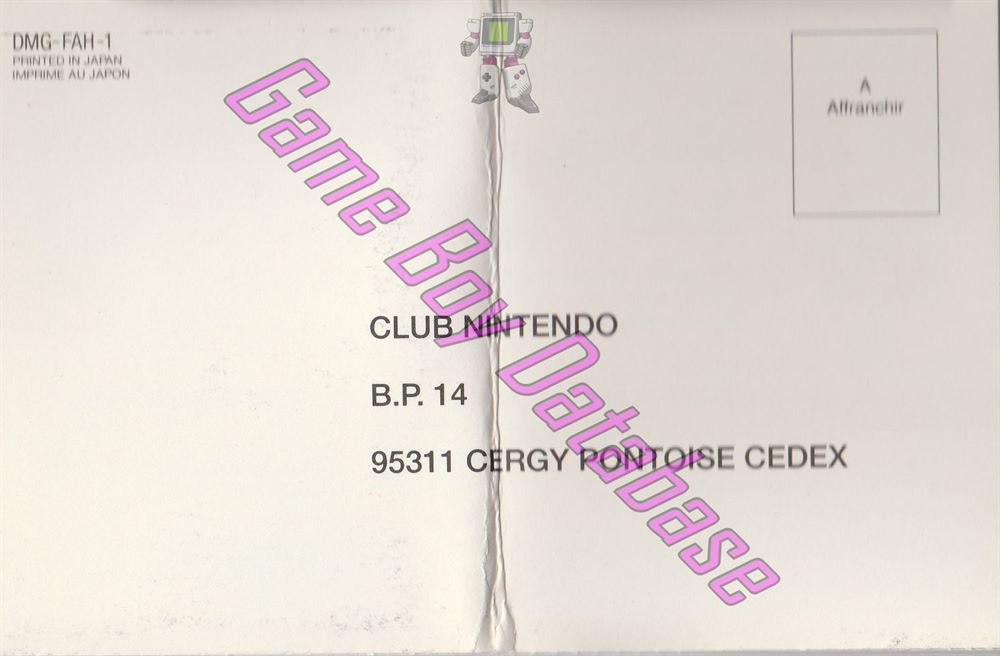 DMG-FAH-1
PRINTED IN JAPAN
IMPRIME AU JAPON
A
Affranchir
Game Boy Database
CLUB NINTENDO
B.P. 14
95311 CERGY PONTOISE CEDEX